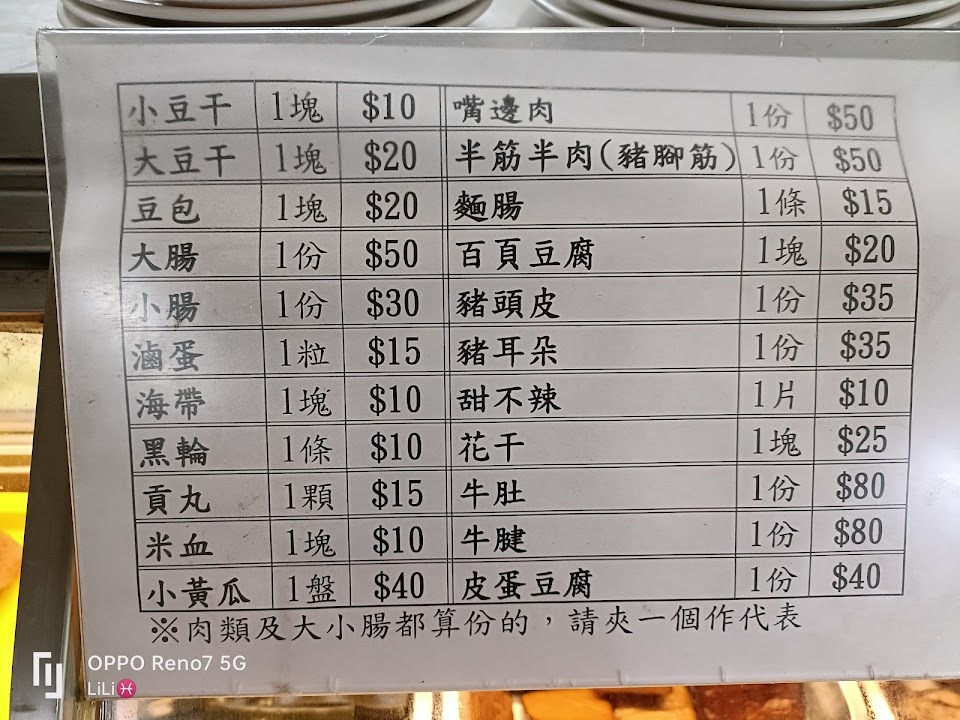 小豆干 1塊 $10 嘴邊肉 1份 $50
大豆干 1塊 $20 半筋半肉(豬腳筋) 1份 $50
豆包 1塊 $20 麵腸 1條 $15
大腸 1份 $50 百頁豆腐 1塊 $20
小腸 1份 $30 豬頭皮 1份 $35
滷蛋 1粒 $15 豬耳朵 1份 $35
海帶 1塊 $10 甜不辣 1片 $10
黑輪 1條 $10 花干 1塊 $25
貢丸 1顆 $15 牛肚 1份 $80
米血 1塊 $10 牛腱 1份 $80
小黃瓜 1盤 $40 皮蛋豆腐 1份 $40
※肉類及大小腸都算份的，請夾一個作代表
OPPO Reno7 5G
LiLi♓